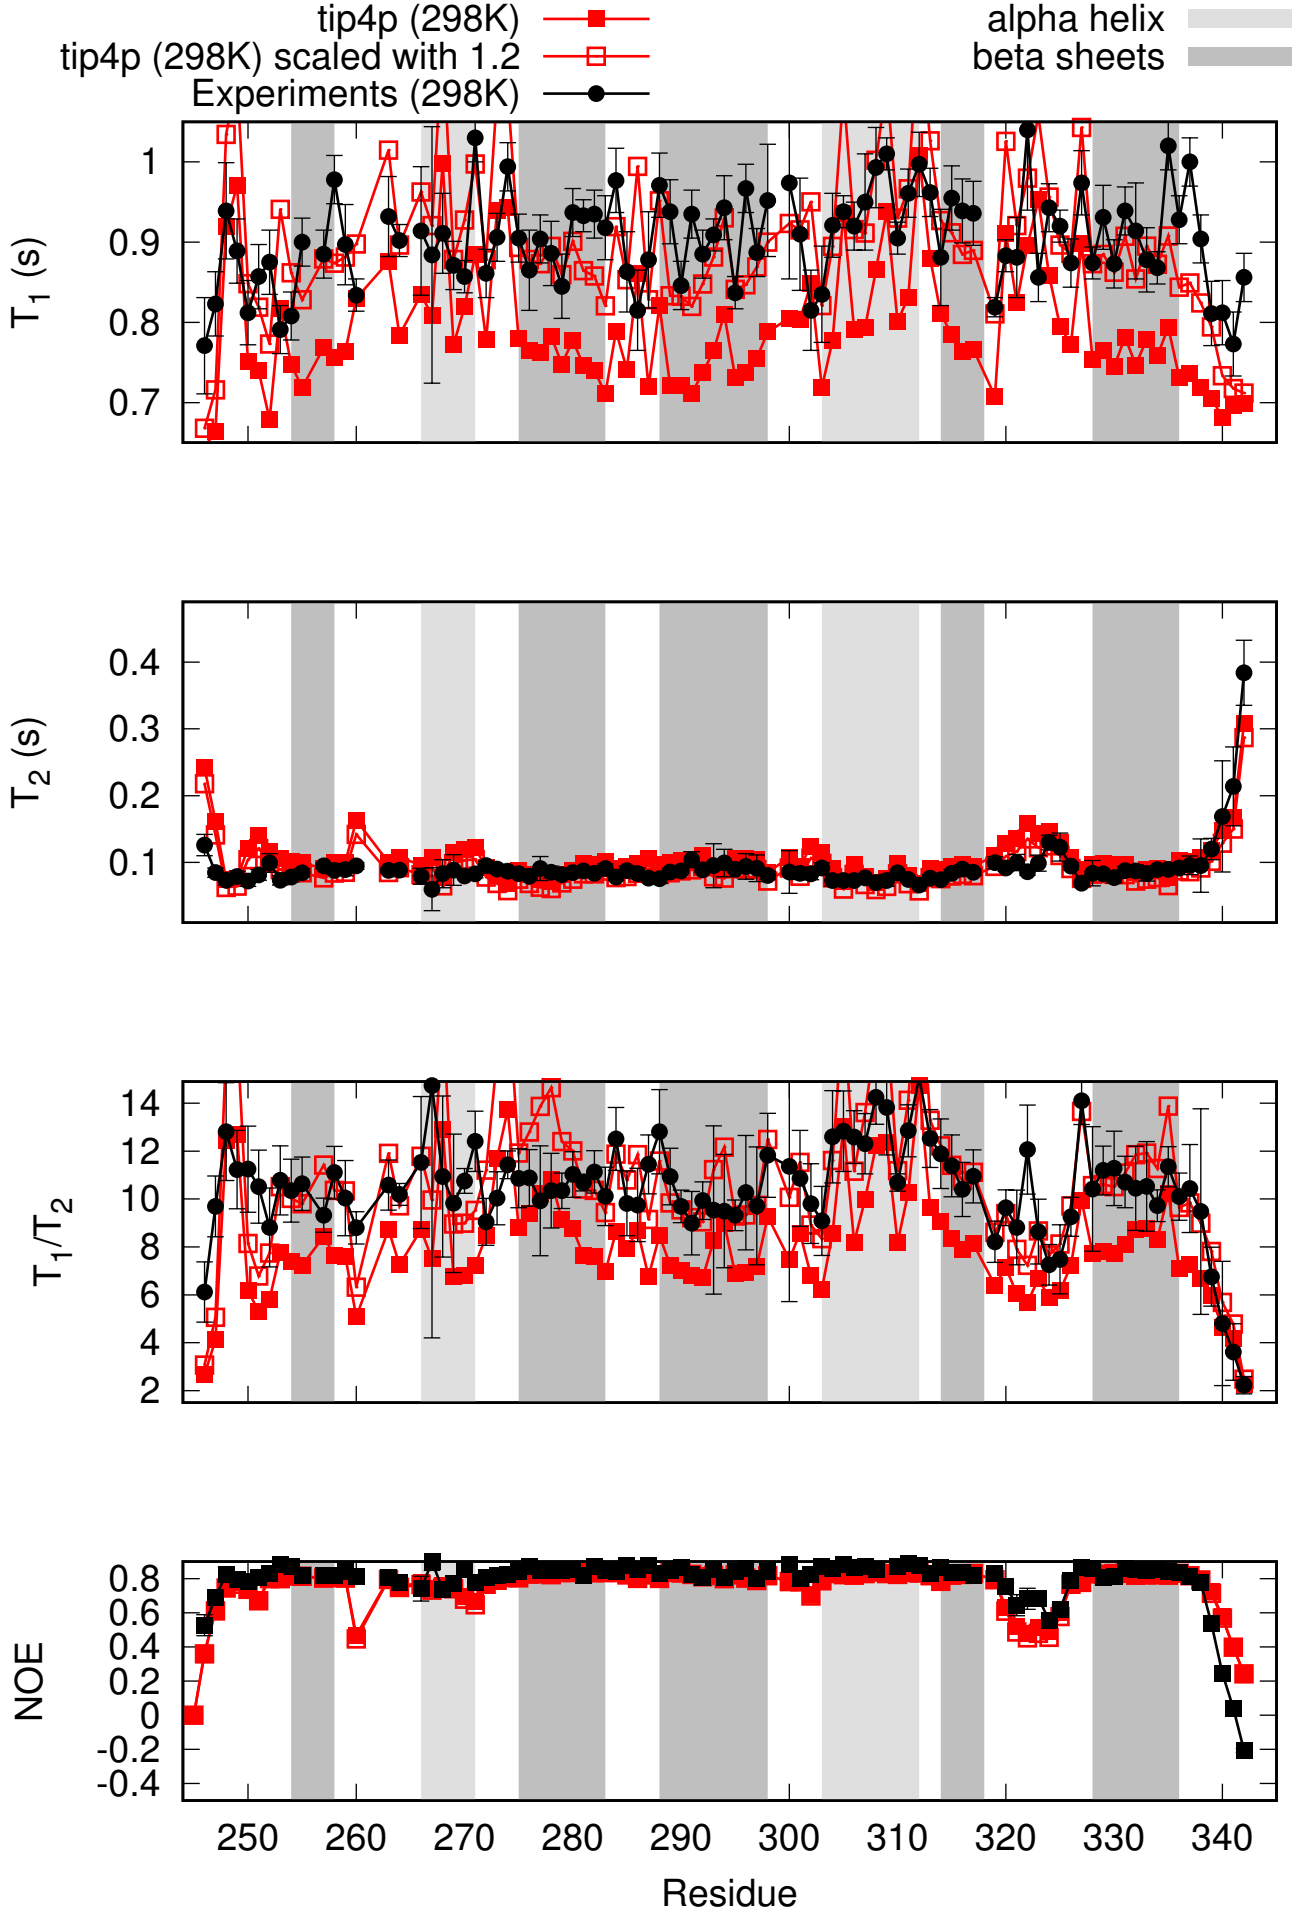 tip4p (298K)
tip4p (298K) scaled with 1.2
Experiments (298K)
alpha helix
beta sheets
T1 (s)
1
0.9
0.8
0.7
T2 (s)
0.4
0.3
0.2
0.1
T1/T2
14
12
10
8
6
4
2
NOE
0.8
0.6
0.4
0.2
0
-0.2
-0.4
250 260 270 280 290 300 310 320 330 340
Residue